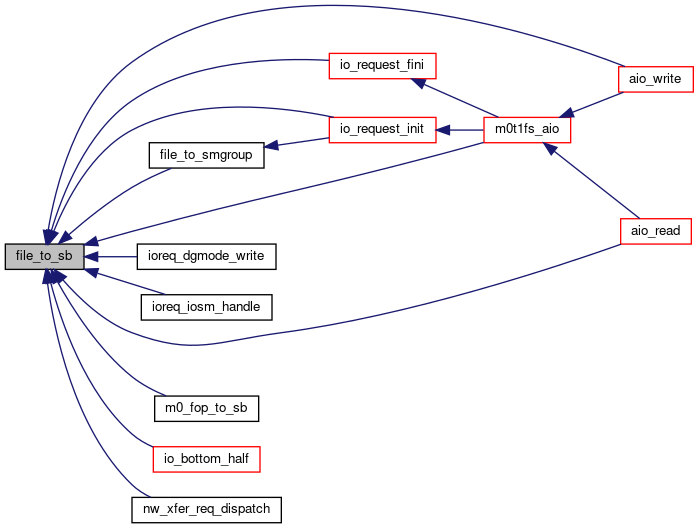 io_request_fini
aio_write
io_request_init
m0t1fs_aio
file_to_smgroup
aio_read
file_to_sb
ioreq_dgmode_write
ioreq_iosm_handle
m0_fop_to_sb
io_bottom_half
nw_xfer_req_dispatch